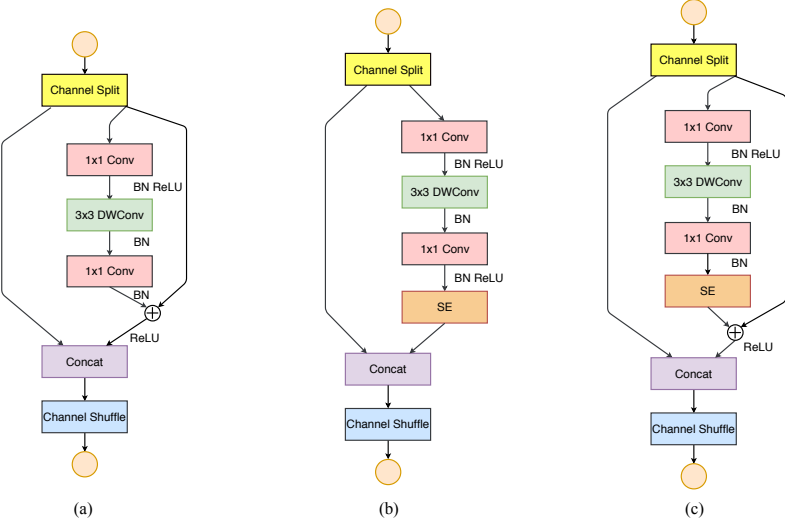 Channel Split
1x1 Conv
BN ReLU
3x3 DWConv
BN
1x1 Conv
BN
ReLU
Concat
Channel Shuffle
(a)
Channel Split
1x1 Conv
BN ReLU
3x3 DWConv
BN
1x1 Conv
BN ReLU
SE
Concat
Channel Shuffle
(b)
Channel Split
1x1 Conv
BN ReLU
3x3 DWConv
BN
1x1 Conv
BN
SE
ReLU
Concat
Channel Shuffle
(c)